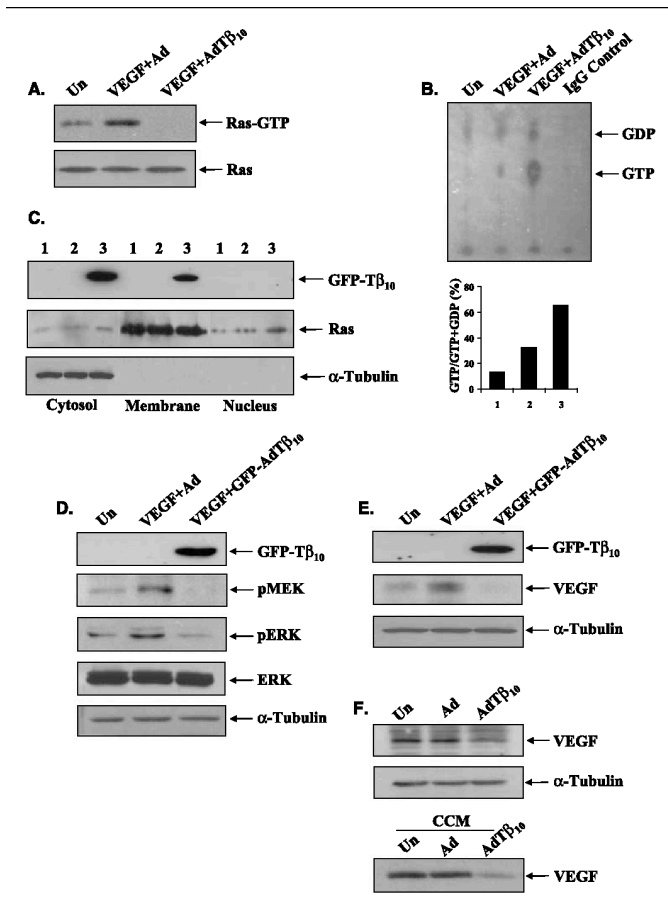 A.
Un
VEGF+Ad
VEGF+AdTβ10
Ras-GTP
Ras
B.
Un
VEGF+Ad
VEGF+AdTβ10
IgG Control
GDP
GTP
GTP/GTP+GDP (%)
80
60
40
20
0
1 2 3
C.
1 2 3 1 2 3 1 2 3
GFP-Tβ10
Ras
α-Tubulin
Cytosol Membrane Nucleus
D.
Un
VEGF+Ad
VEGF+GFP-AdTβ10
GFP-Tβ10
pMEK
pERK
ERK
α-Tubulin
E.
Un
VEGF+Ad
VEGF+GFP-AdTβ10
GFP-Tβ10
VEGF
α-Tubulin
F.
Un
Ad
AdTβ10
VEGF
α-Tubulin
CCM
Un
Ad
AdTβ10
VEGF